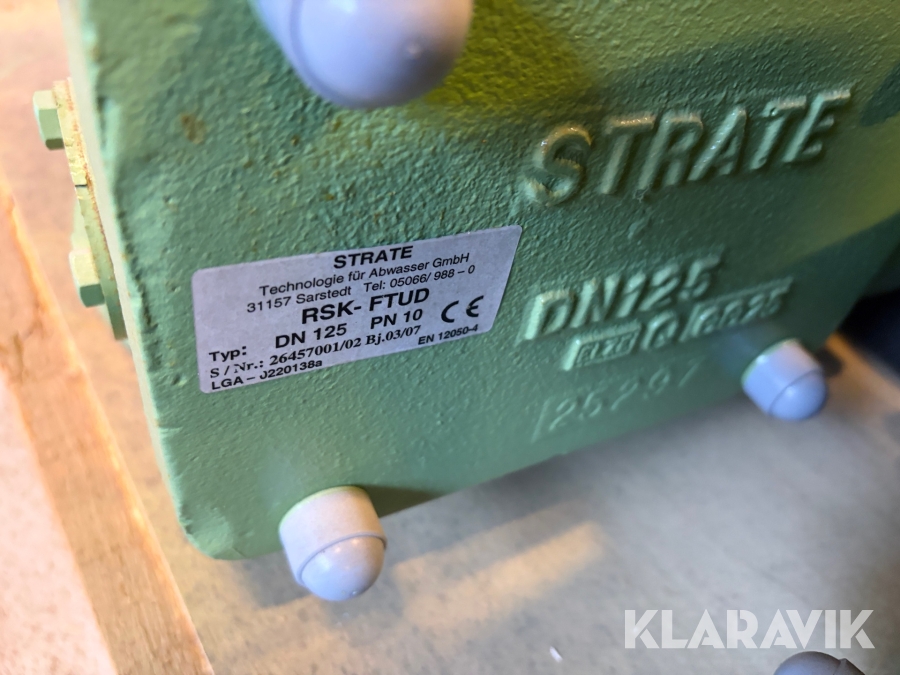 STRATE
DN125
STRATE
Technologie für Abwasser GmbH
31157 Sarstedt Tel: 05066/ 988 – 0
RSK- FTUD
Typ: DN 125 PN 10 CE
S / Nr.: 26457001/02 Bj.03/07 EN 12050-4
LGA – 0220138a
KLARAVIK